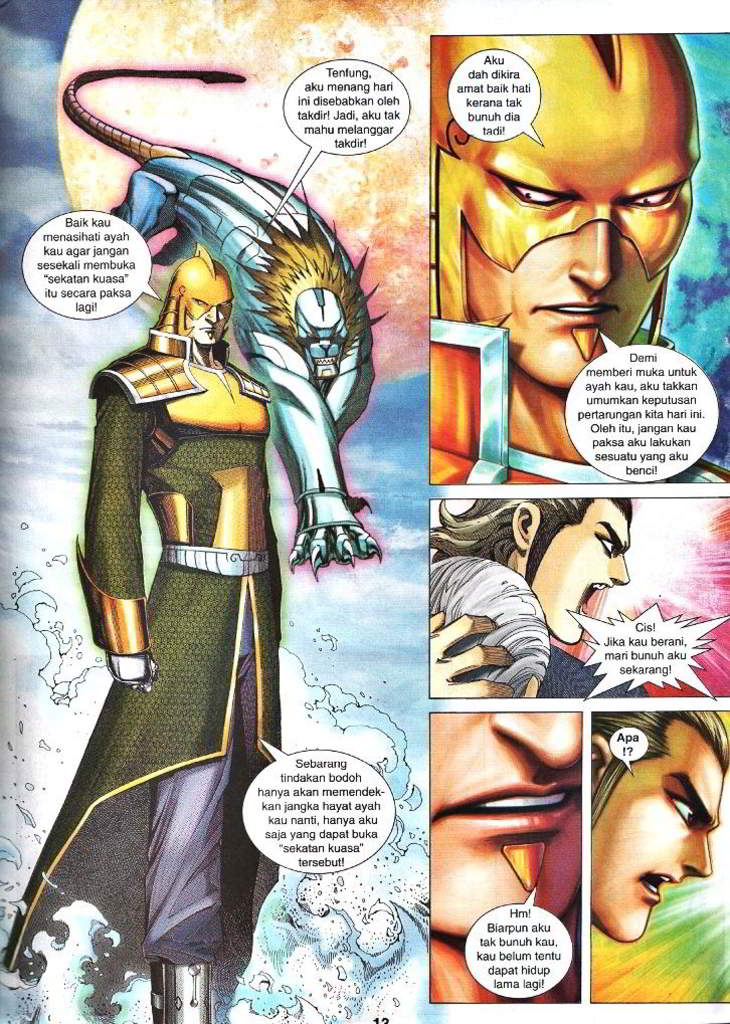 Tenfung,
aku menang hari
ini disebabkan oleh
takdir! Jadi, aku tak
mahu melanggar
takdir!
Baik kau
menasihati ayah
kau agar jangan
sesekali membuka
"sekatan kuasa"
itu secara paksa
lagi!
Sebarang
tindakan bodoh
hanya akan memendek-
kan jangka hayat ayah
kau nanti, hanya aku
saja yang dapat buka
"sekatan kuasa"
tersebut!
Aku
dah dikira
amat baik hati
kerana tak
bunuh dia
tadi!
Demi
memberi muka untuk
ayah kau, aku takkan
umumkan keputusan
pertarungan kita hari ini.
Oleh itu, jangan kau
paksa aku lakukan
sesuatu yang aku
benci!
Cis!
Jika kau berani,
mari bunuh aku
sekarang!
Hm!
Biarpun aku
tak bunuh kau,
kau belum tentu
dapat hidup
lama lagi!
Apa
!?
13